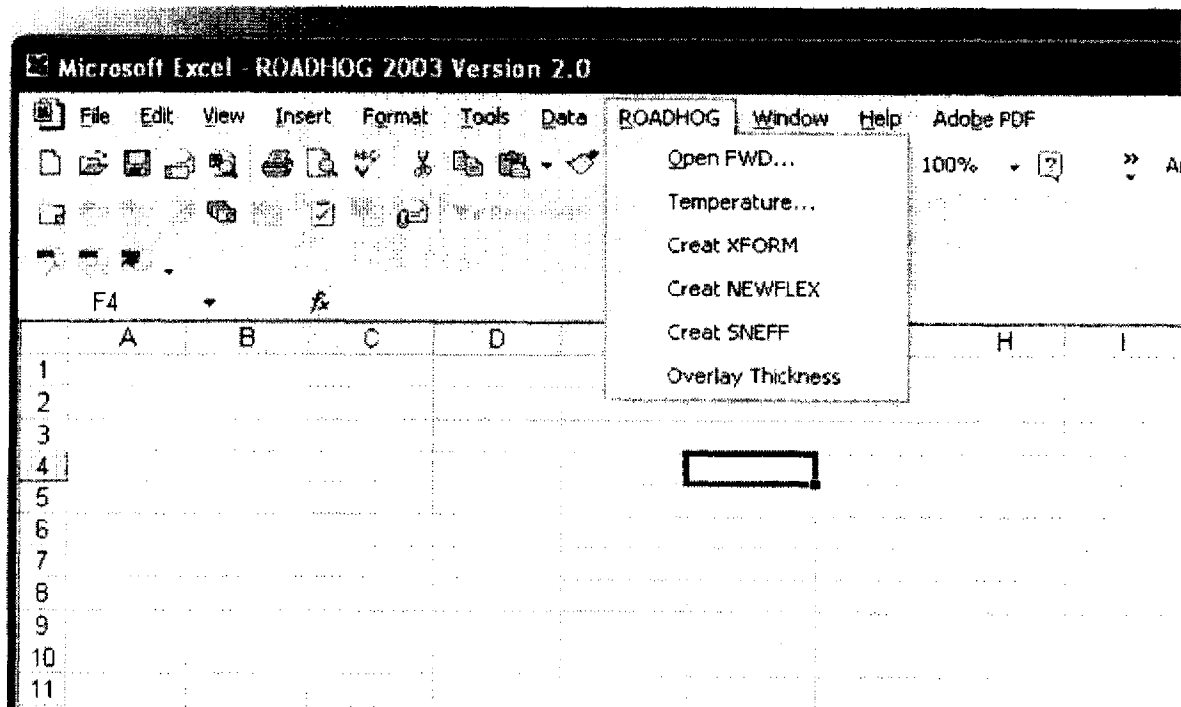 Microsoft Excel - ROADHOG 2003 Version 2.0
File Edit View Insert Format Tools Data ROADHOG Window Help Adobe PDF
100%
Open FWD...
Temperature...
Creat XFORM
Creat NEWFLEX
Creat SNEFF
Overlay Thickness
F4 fx
A B C D H I
1
2
3
4
5
6
7
8
9
10
11